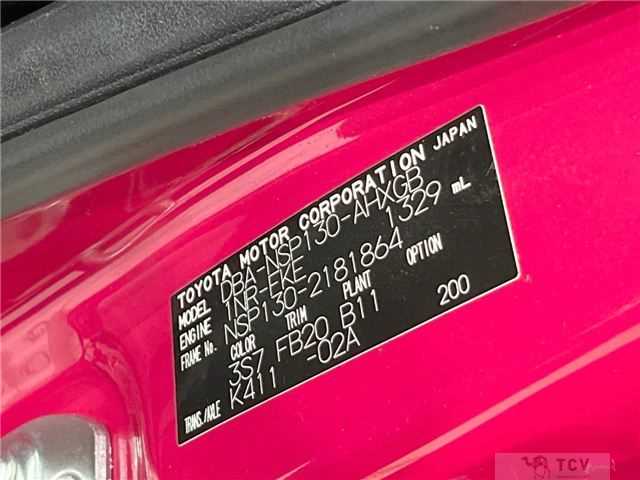 TOYOTA MOTOR CORPORATION JAPAN
MODEL DBA-NSP130-AHXGB
ENGINE 1NR-FKE 1329 mL
FRAME No. NSP130-2181864
COLOR TRIM PLANT OPTION
3S7 FB20 B11 200
TRANS./AXLE K411 -02A
TCV